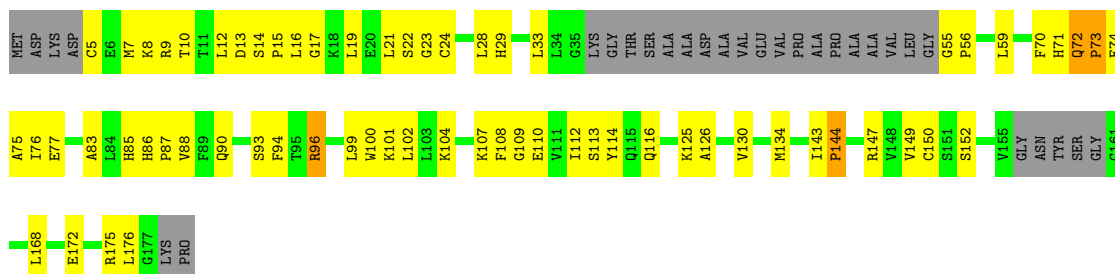 MET ASP LYS ASP C5 E6 M7 K8 R9 T10 T11 L12 D13 S14 P15 L16 G17 K18 L19 E20 L21 S22 G23 C24 L28 H29 L33 L34 G35 LYS GLY THR SER ALA ALA ASP ALA VAL GLU VAL PRO ALA PRO ALA ALA VAL LEU GLY G55 P56 L59 F70 H71 Q72 P73
A75 I76 E77 A83 L84 H85 H86 P87 V88 F89 Q90 S93 F94 T95 R96 L99 W100 K101 L102 L103 K104 K107 F108 G109 E110 V111 I112 S113 Y114 Q115 Q116 K125 A126 V130 M134 I143 P144 R147 V148 V149 C150 S151 S152 V155 GLY ASN TYR SER GLY
L168 E172 R175 L176 G177 LYS PRO